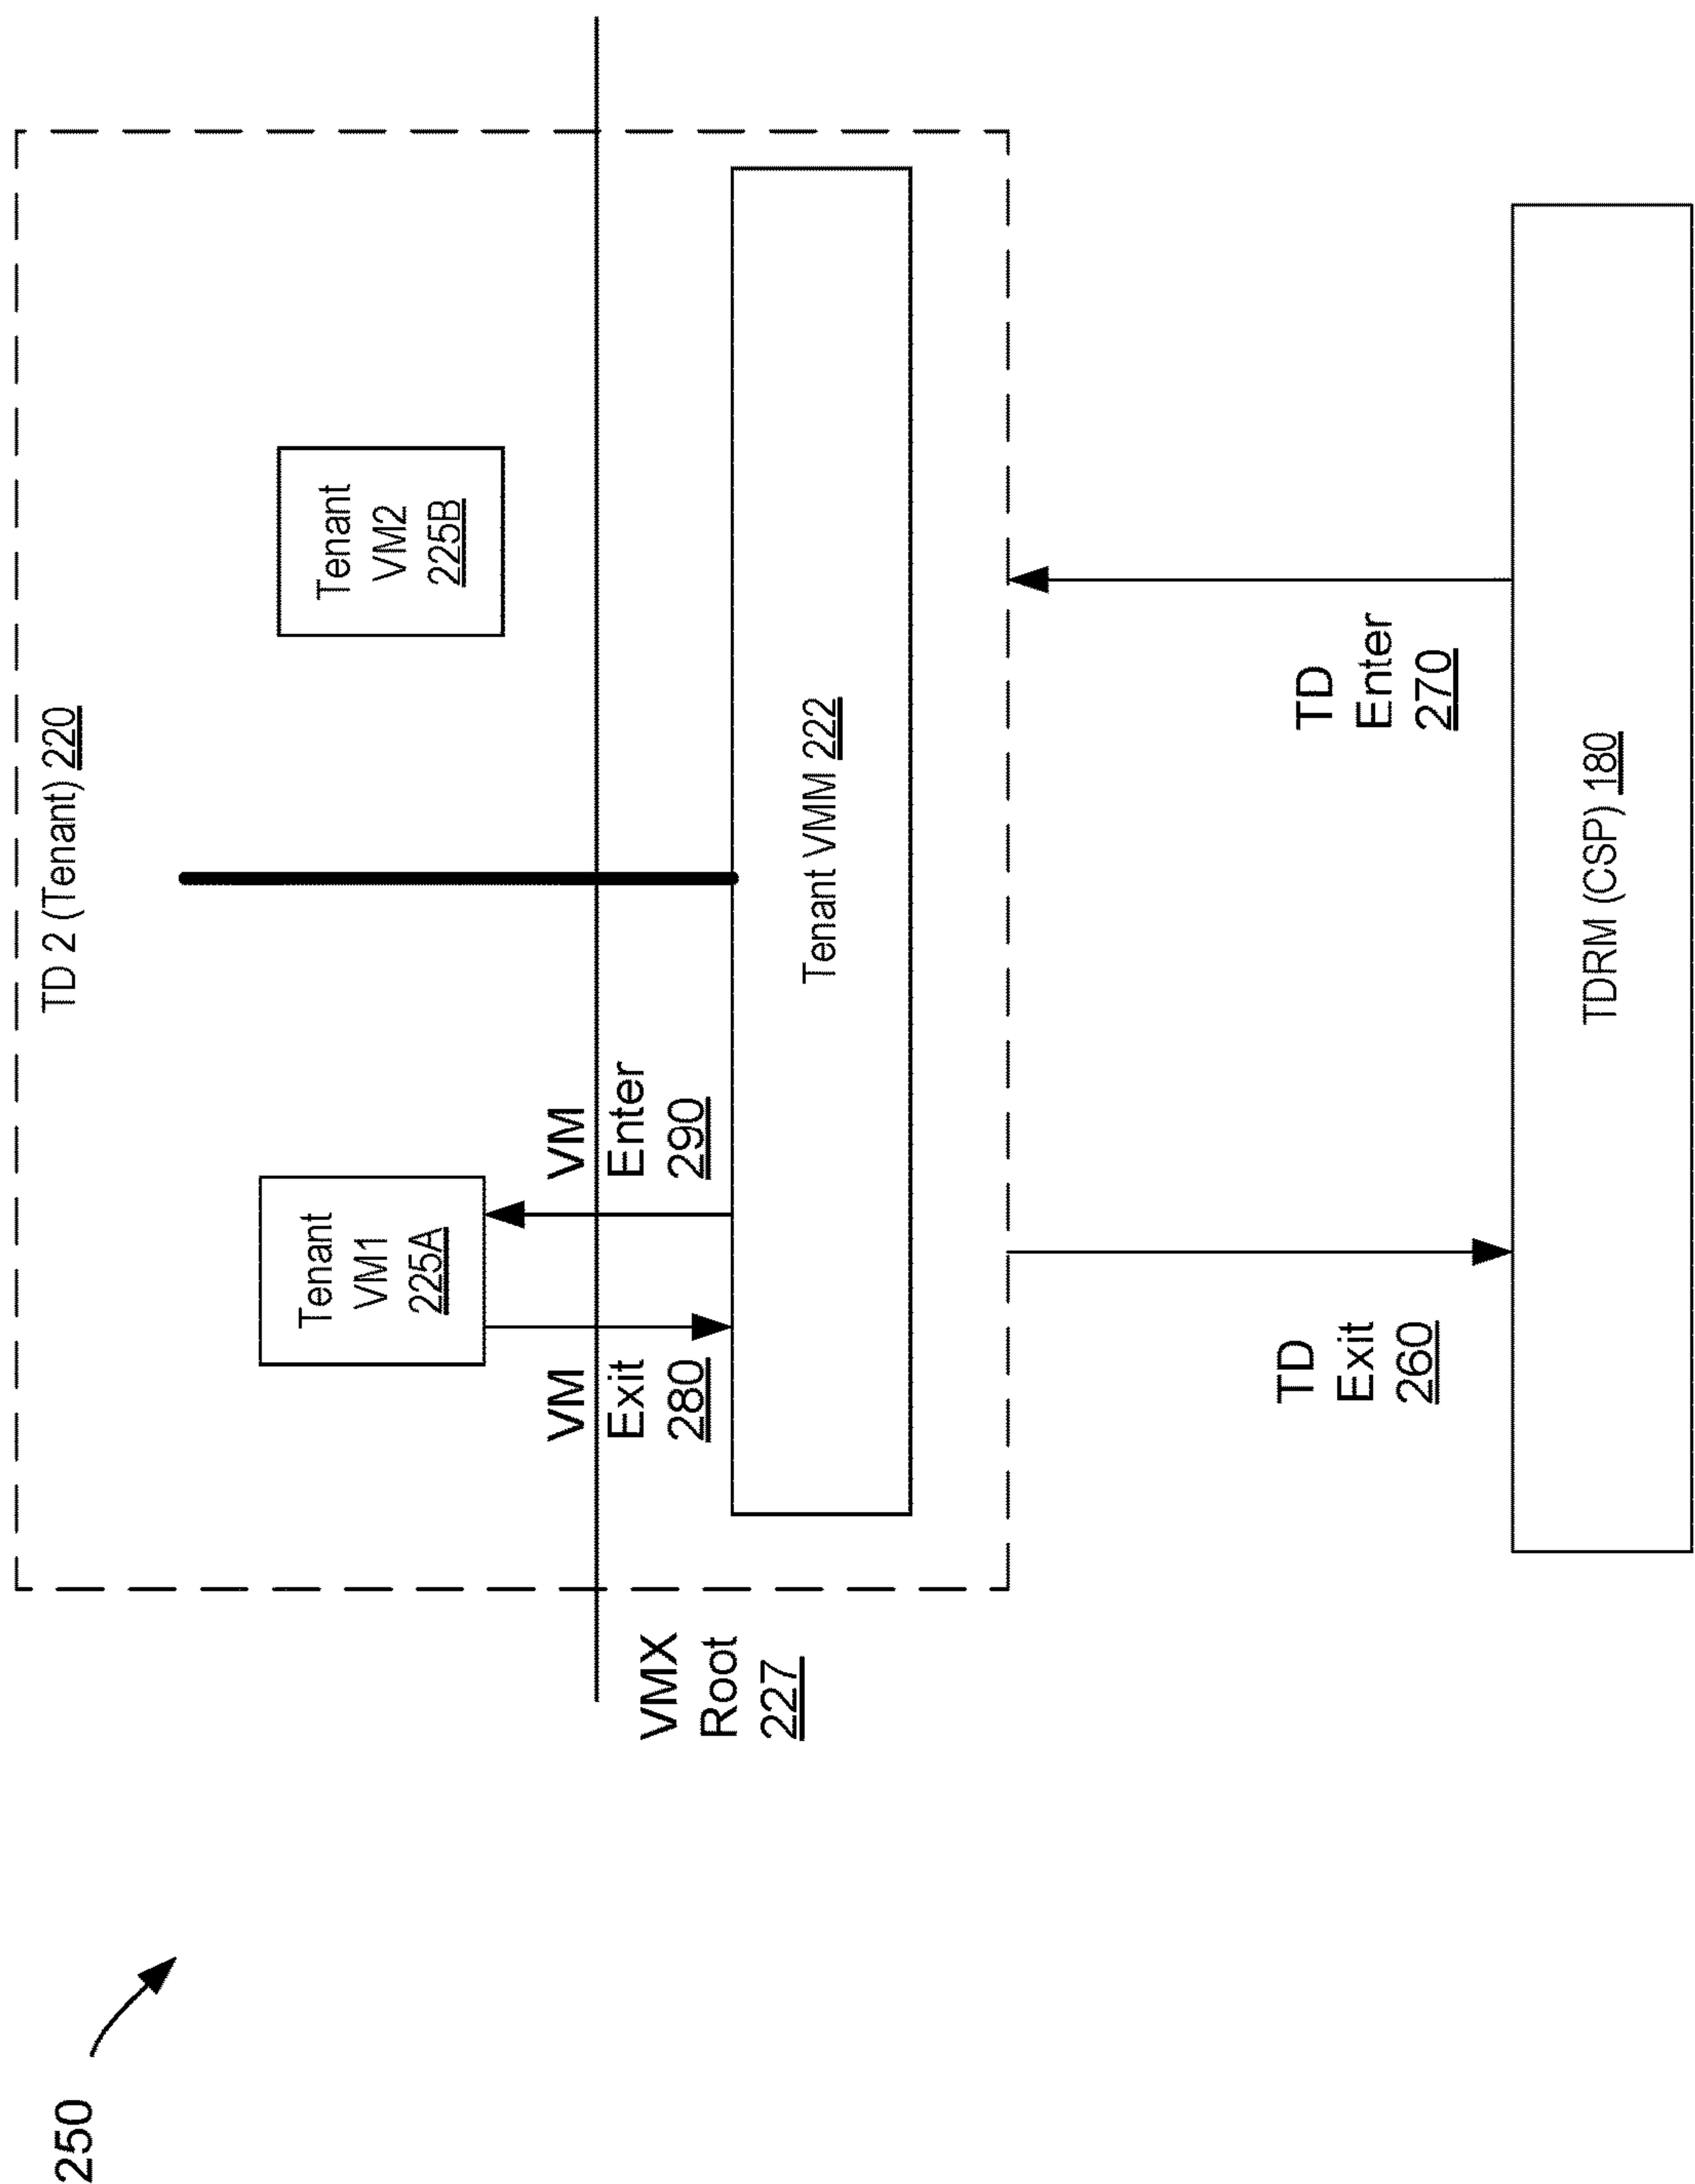 250
TD 2 (Tenant) 220
Tenant
VM1
225A
Tenant
VM2
225B
VM
Exit
280
VM
Enter
290
VMX
Root
227
Tenant VMM 222
TD
Exit
260
TD
Enter
270
TDRM (CSP) 180